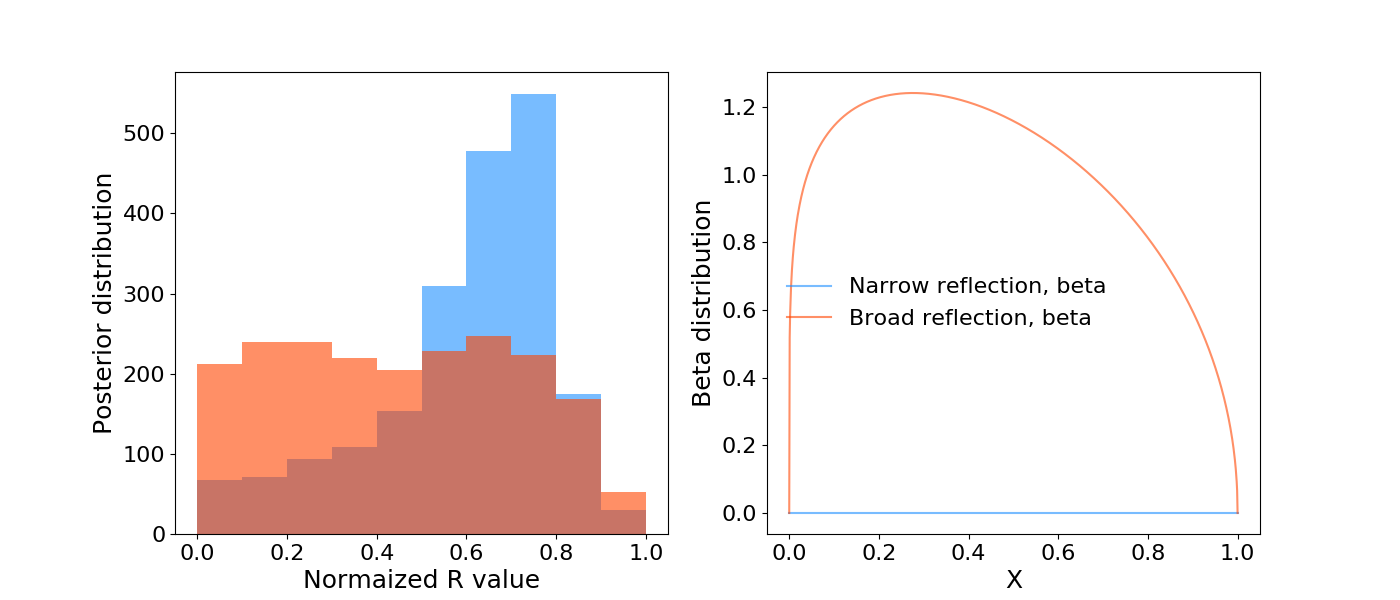 500
400
300
200
100
0
0.0 0.2 0.4 0.6 0.8 1.0
Normaized R value
Posterior distribution
1.2
1.0
0.8
0.6
0.4
0.2
0.0
0.0 0.2 0.4 0.6 0.8 1.0
X
Beta distribution
Narrow reflection, beta
Broad reflection, beta